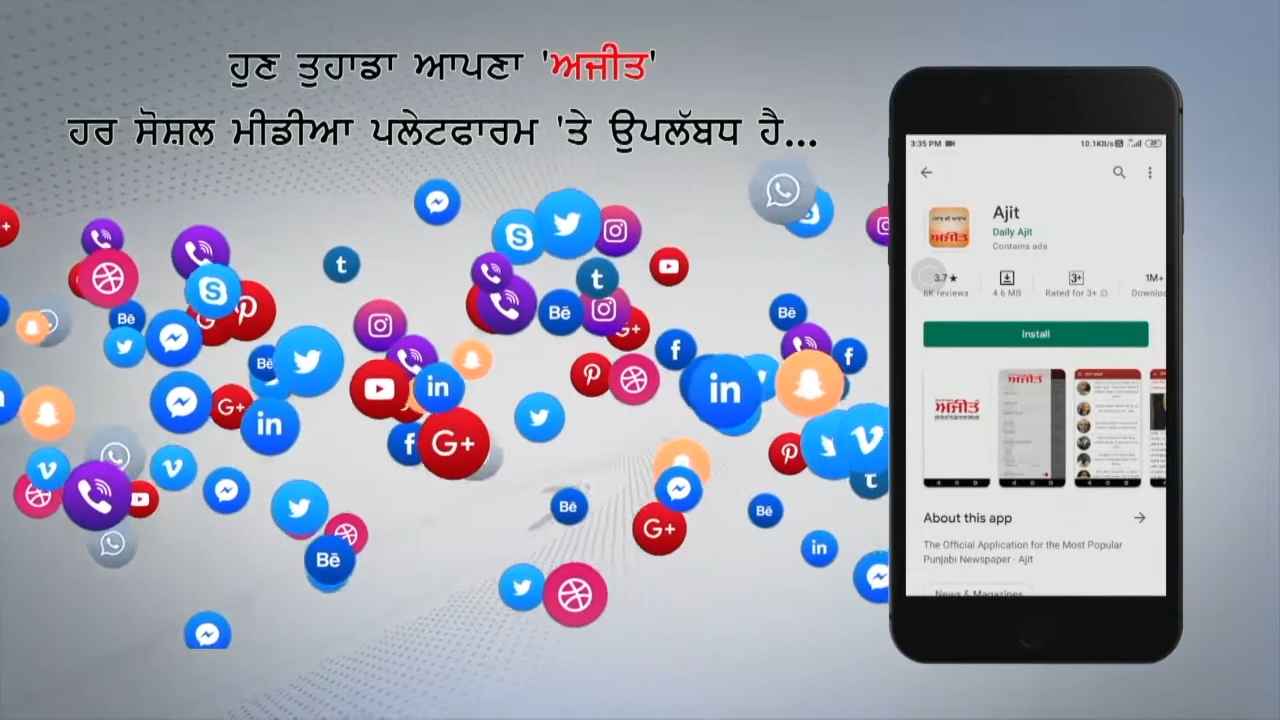 ਹੁਣ ਤੁਹਾਡਾ ਆਪਣਾ 'ਅਜੀਤ'
ਹਰ ਸੋਸ਼ਲ ਮੀਡੀਆ ਪਲੇਟਫਾਰਮ 'ਤੇ ਉਪਲੱਬਧ ਹੈ...
3:35 PM 10.1KB/s
Ajit
Daily Ajit
Contains ads
ਅਜੀਤ
3.7★ 3+ 1M+
6K reviews 4.6 MB Rated for 3+
Install
ਅਜੀਤ ਅਜੀਤ
About this app
The Official Application for the Most Popular
Punjabi Newspaper - Ajit
News & Magazines